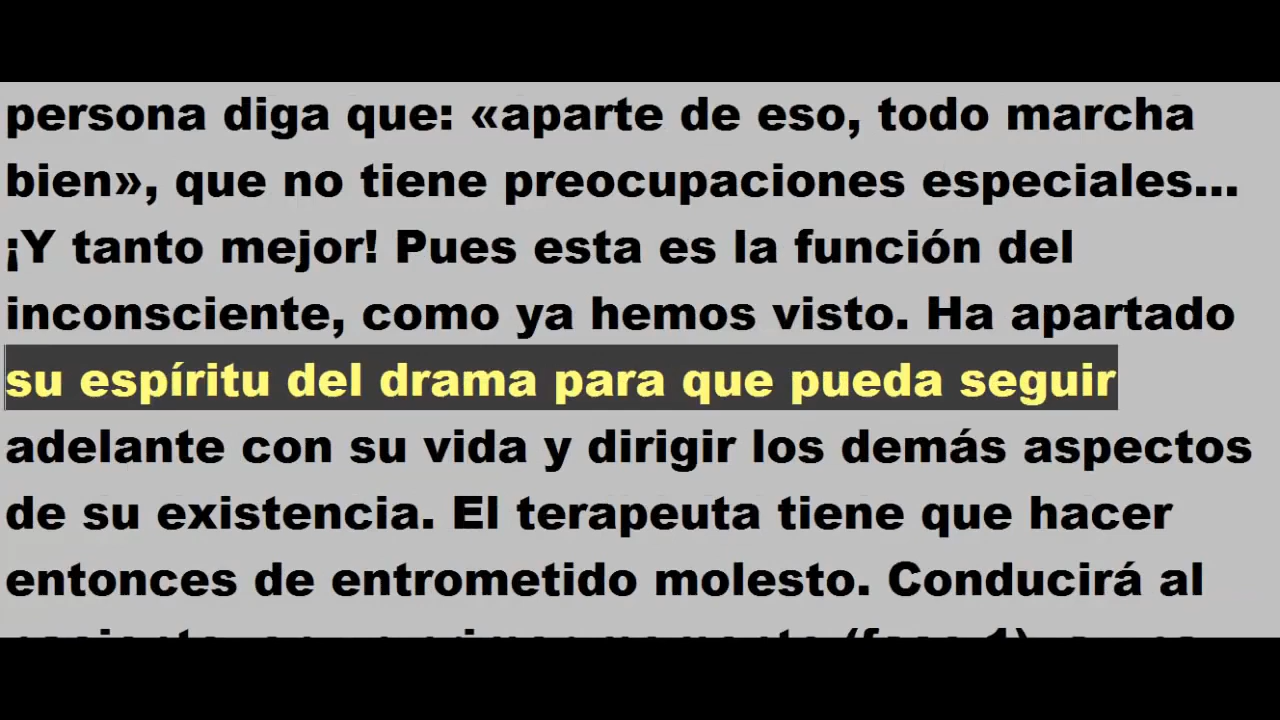 persona diga que: «aparte de eso, todo marcha
bien», que no tiene preocupaciones especiales...
¡Y tanto mejor! Pues esta es la función del
inconsciente, como ya hemos visto. Ha apartado
su espíritu del drama para que pueda seguir
adelante con su vida y dirigir los demás aspectos
de su existencia. El terapeuta tiene que hacer
entonces de entrometido molesto. Conducirá al